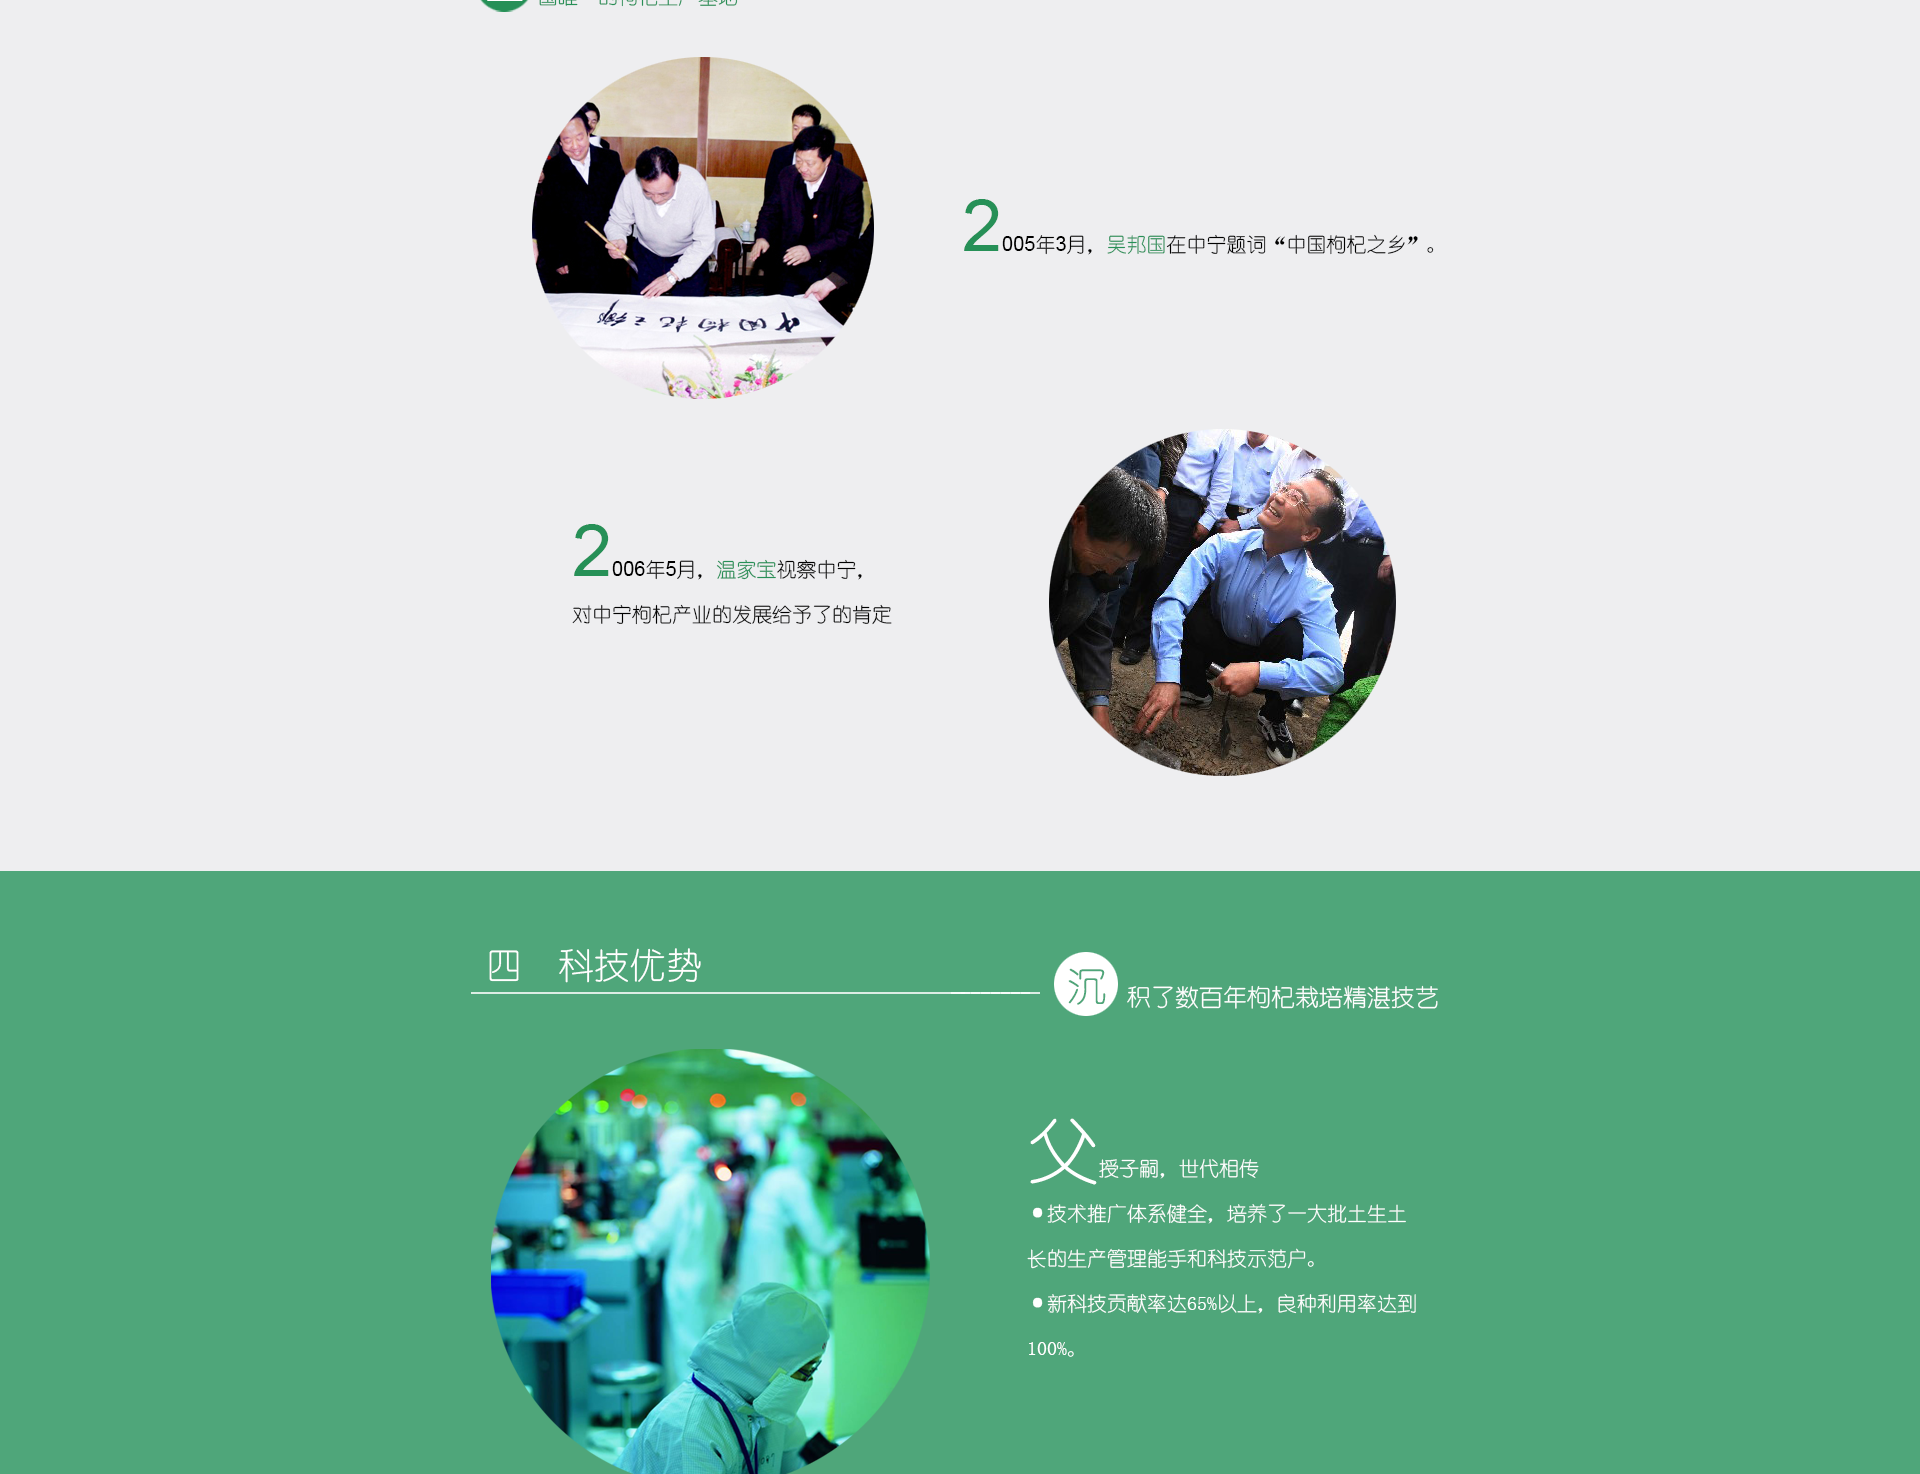 中国枸杞之乡
2005年3月，吴邦国在中宁题词“中国枸杞之乡”。
2006年5月，温家宝视察中宁，
对中宁枸杞产业的发展给予了的肯定
四 科技优势
沉积了数百年枸杞栽培精湛技艺
父授子嗣，世代相传
•技术推广体系健全，培养了一大批土生土
长的生产管理能手和科技示范户。
•新科技贡献率达65%以上，良种利用率达到
100%。